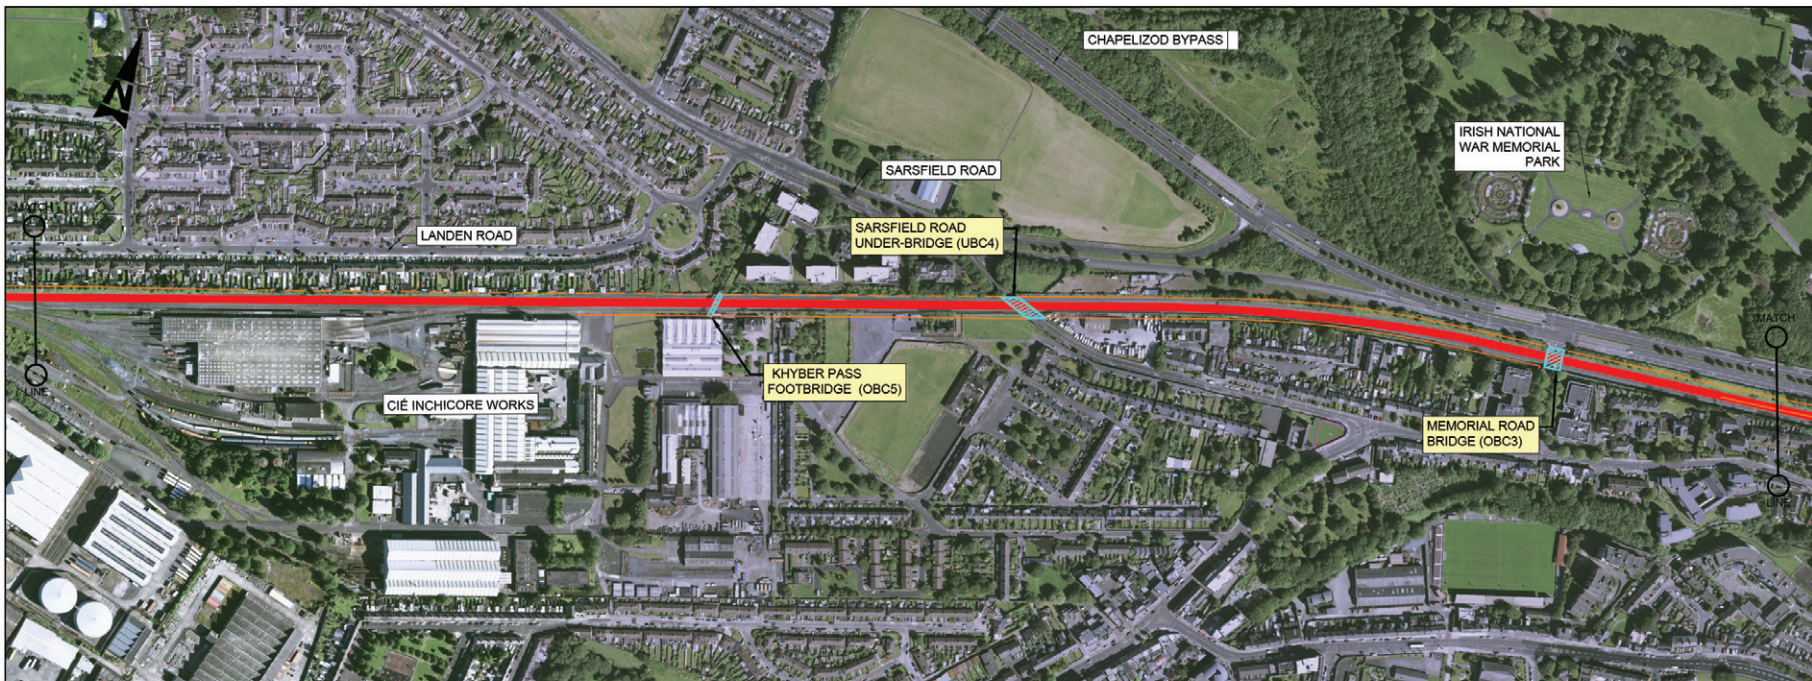 CHAPELIZOD BYPASS
N
IRISH NATIONAL
WAR MEMORIAL
PARK
SARSFIELD ROAD
MATCH
LANDEN ROAD
SARSFIELD ROAD
UNDER-BRIDGE (UBC4)
MATCH
KHYBER PASS
FOOTBRIDGE (OBC5)
LINE
CIÉ INCHICORE WORKS
MEMORIAL ROAD
BRIDGE (OBC3)
LINE